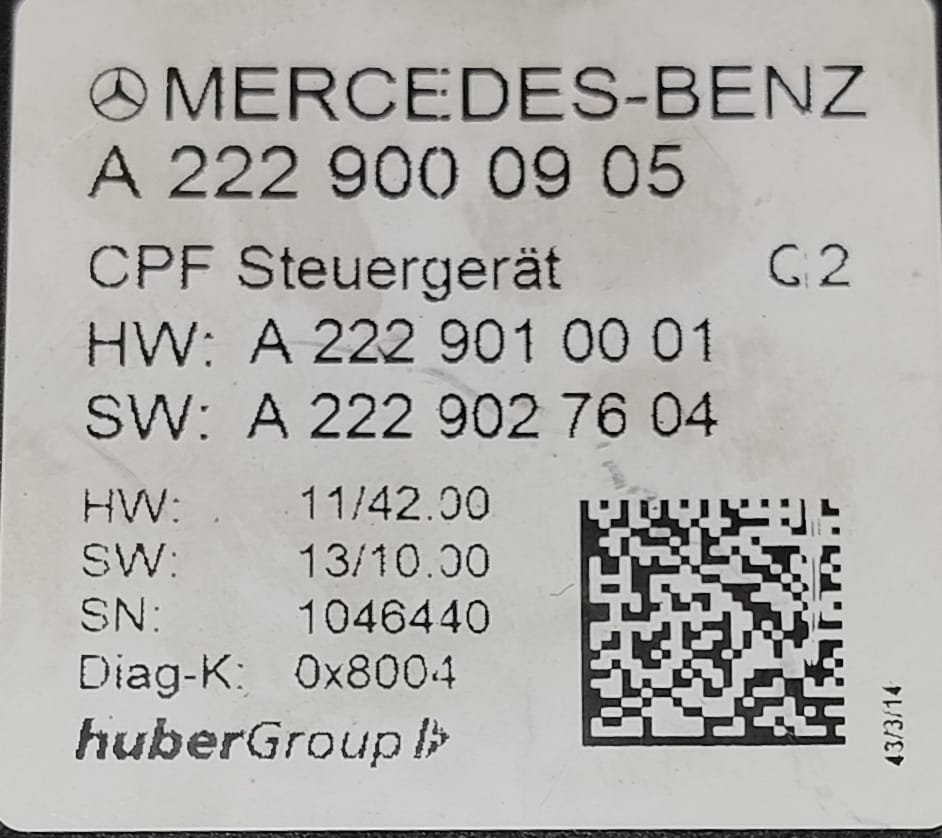 MERCEDES-BENZ
A 222 900 09 05
CPF Steuergerät G 2
HW: A 222 901 00 01
SW: A 222 902 76 04
HW: 11/42.00
SW: 13/10.00
SN: 1046440
Diag-K: 0x8004
huberGroup
43/3/14